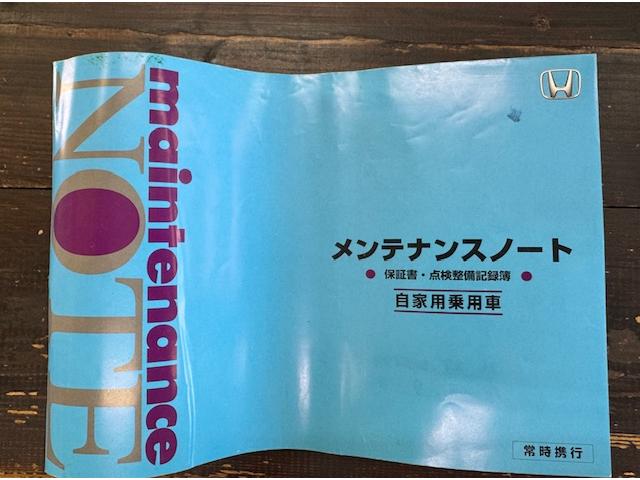 maintenance
NOTE
メンテナンスノート
保証書・点検整備記録簿
自家用乗用車
常時携行